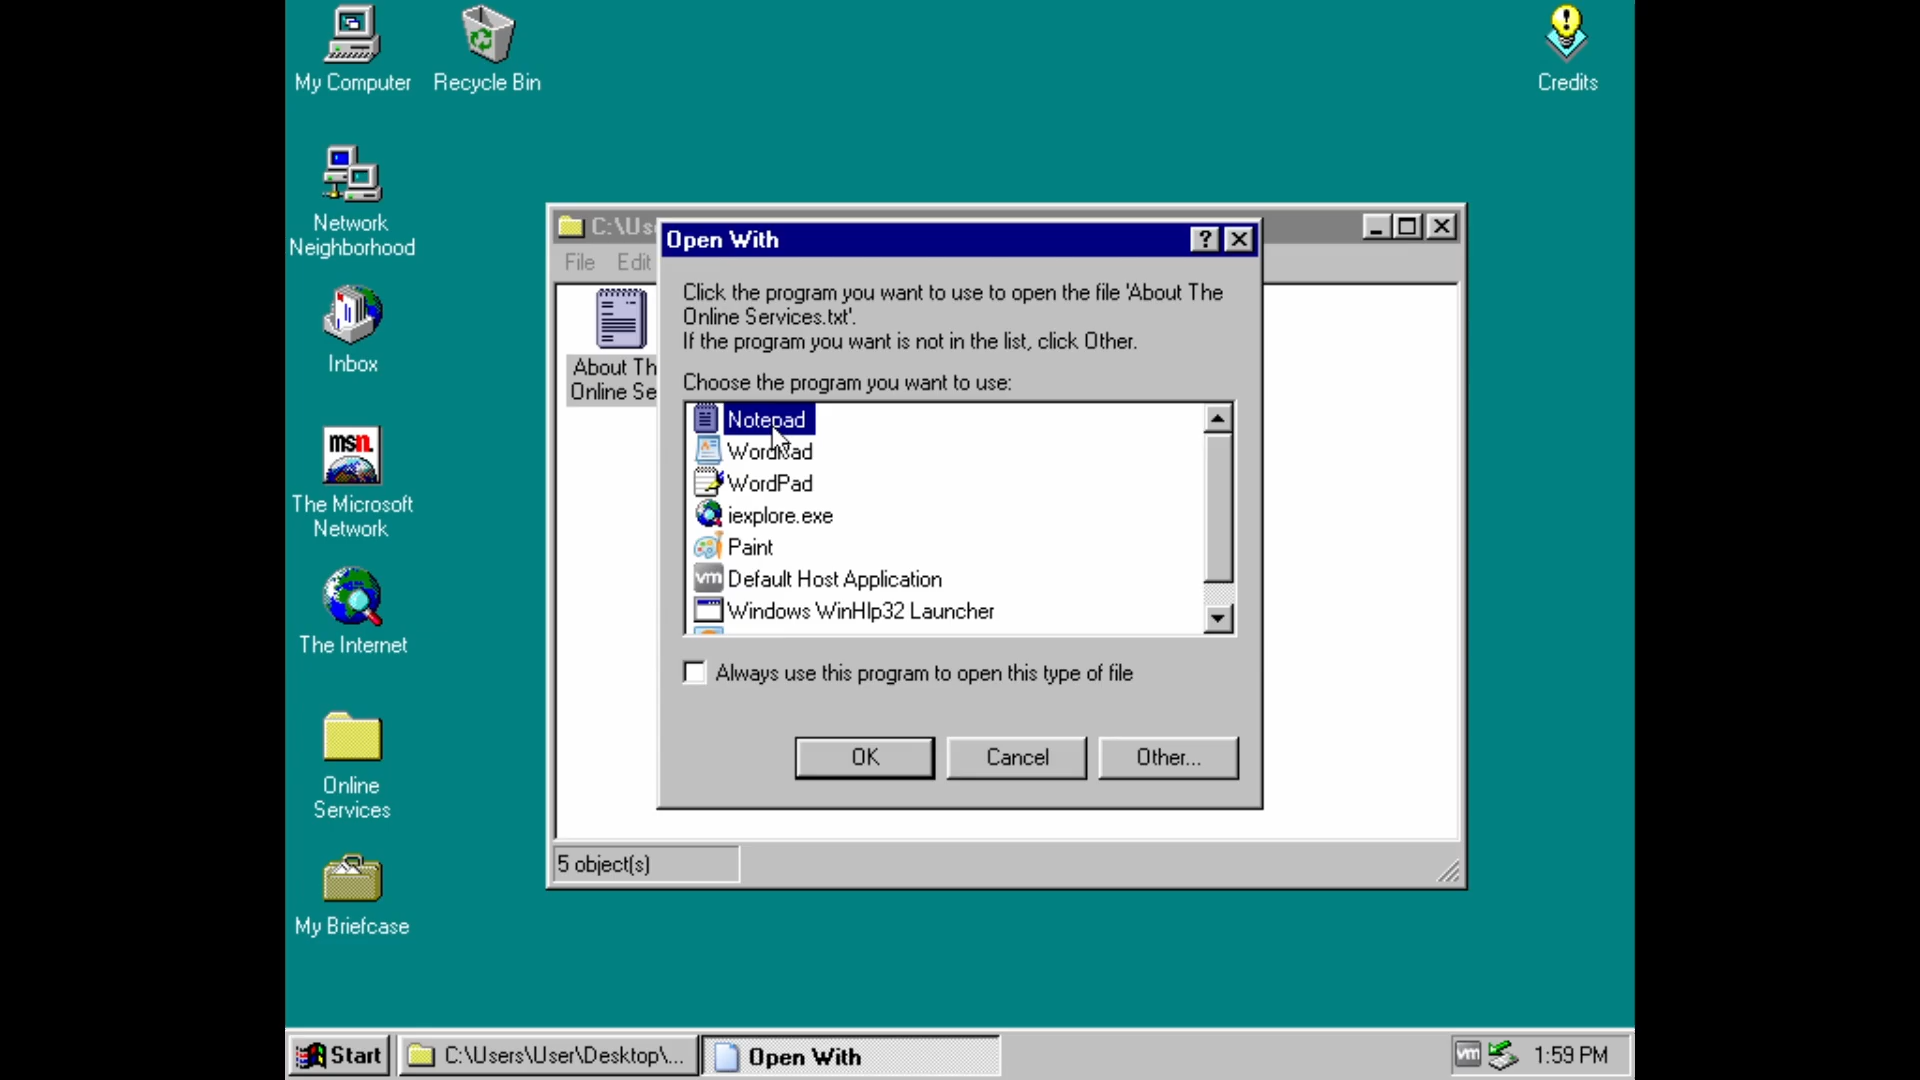 My Computer
Recycle Bin
Credits
Network
Neighborhood
Inbox
msn
The Microsoft
Network
The Internet
Online
Services
My Briefcase
C:\Use
File Edit
About Th
Online Se
5 object(s)
Open With
Click the program you want to use to open the file 'About The
Online Services.txt'.
If the program you want is not in the list, click Other.
Choose the program you want to use:
Notepad
WordPad
WordPad
iexplore.exe
Paint
vm Default Host Application
Windows WinHlp32 Launcher
Always use this program to open this type of file
OK Cancel Other...
Start C:\Users\User\Desktop\... Open With vm 1:59 PM